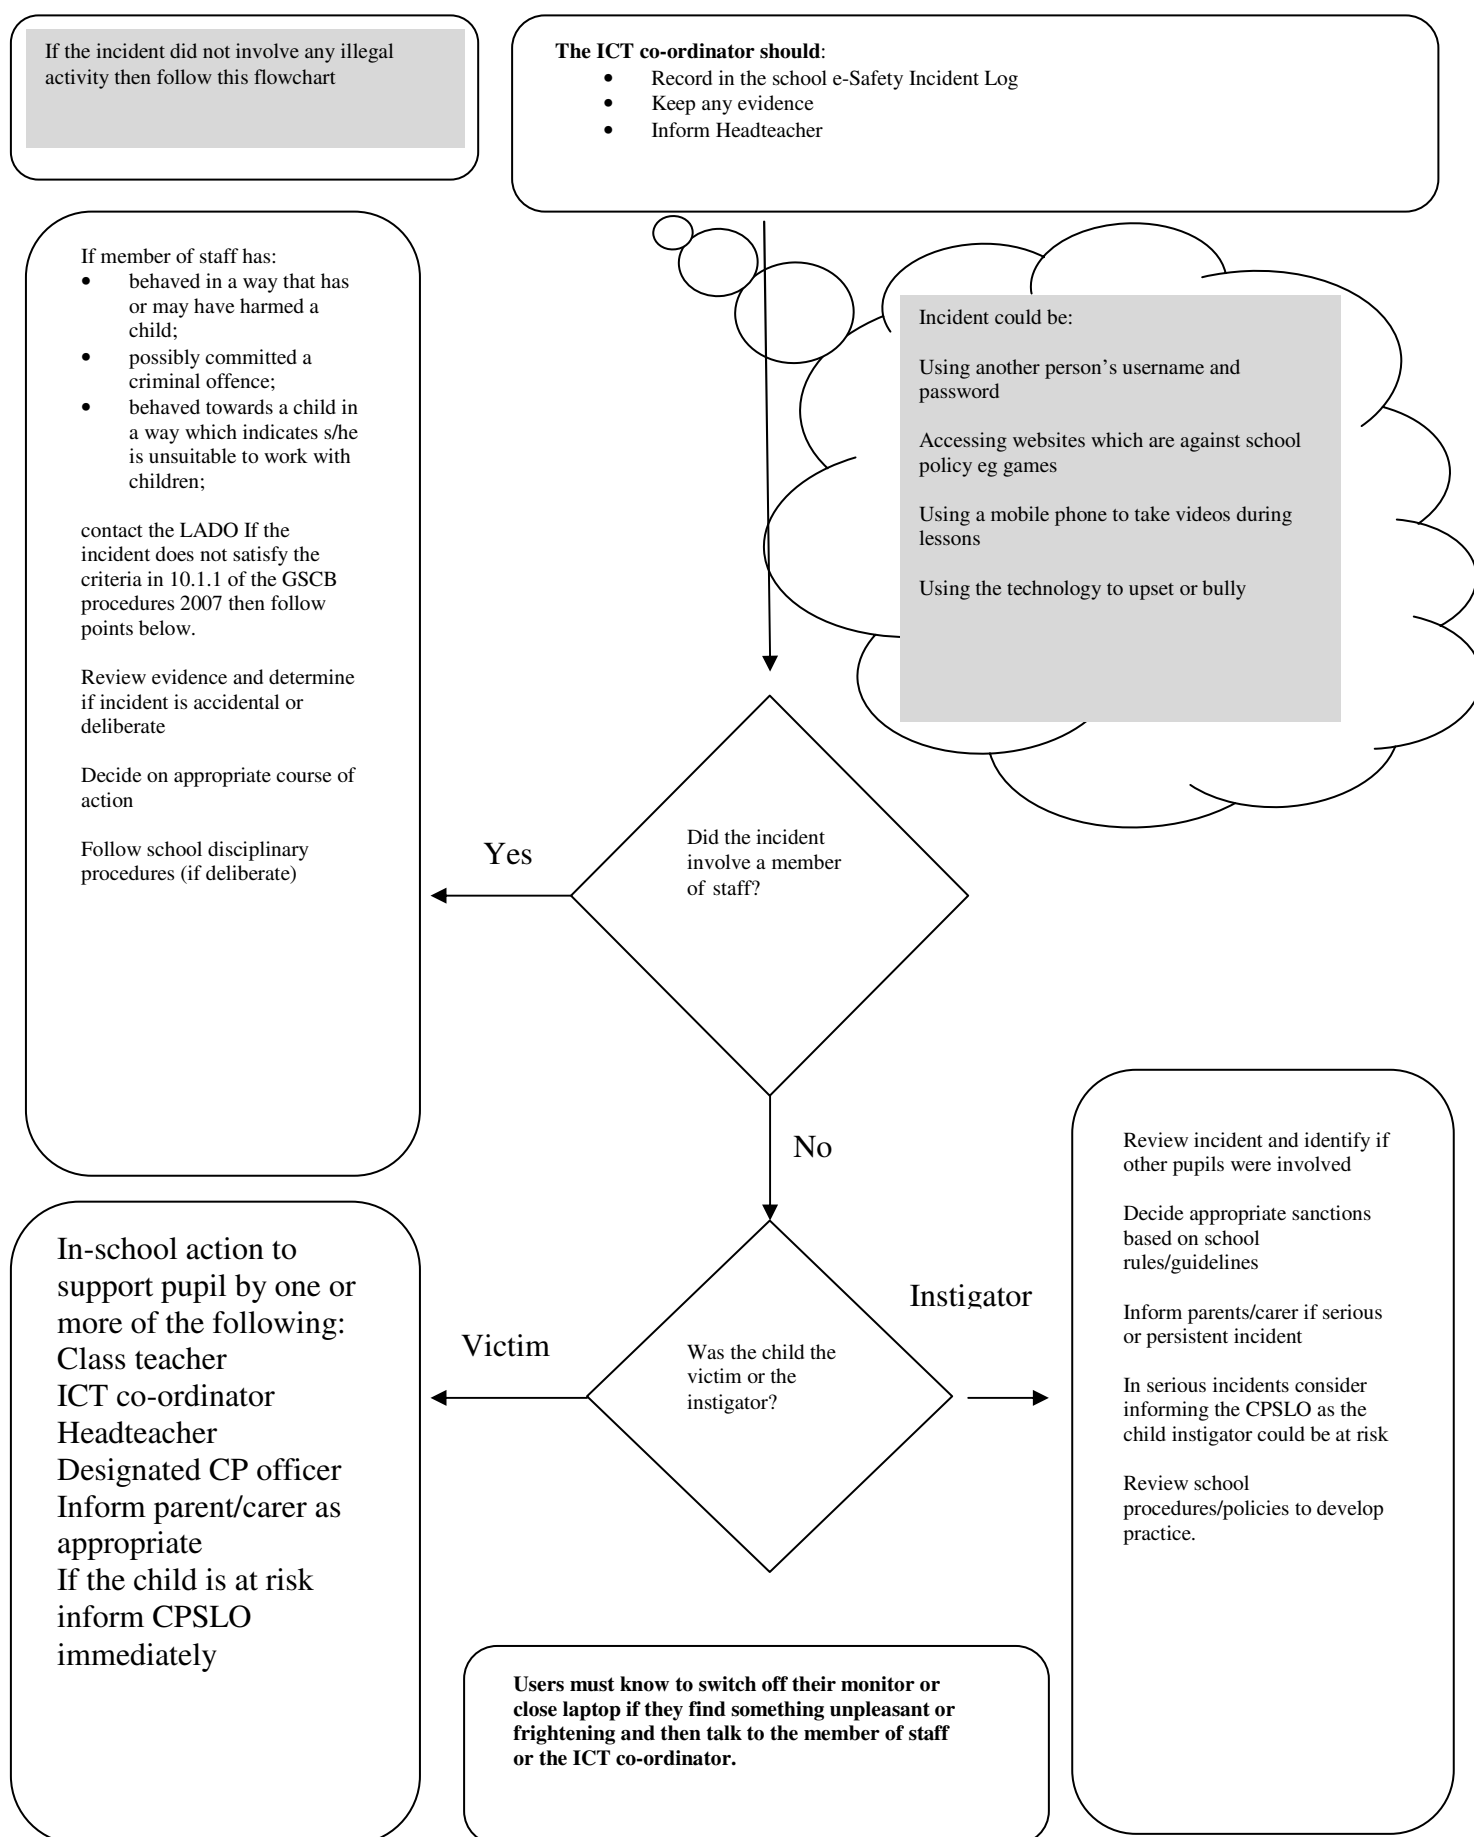 If the incident did not involve any illegal
activity then follow this flowchart
The ICT co-ordinator should:
• Record in the school e-Safety Incident Log
• Keep any evidence
• Inform Headteacher
If member of staff has:
• behaved in a way that has
or may have harmed a
child;
• possibly committed a
criminal offence;
• behaved towards a child in
a way which indicates s/he
is unsuitable to work with
children;
contact the LADO If the
incident does not satisfy the
criteria in 10.1.1 of the GSCB
procedures 2007 then follow
points below.
Review evidence and determine
if incident is accidental or
deliberate
Decide on appropriate course of
action
Follow school disciplinary
procedures (if deliberate)
Incident could be:
Using another person's username and
password
Accessing websites which are against school
policy eg games
Using a mobile phone to take videos during
lessons
Using the technology to upset or bully
Yes
Did the incident
involve a member
of staff?
No
In-school action to
support pupil by one or
more of the following:
Class teacher
ICT co-ordinator
Headteacher
Designated CP officer
Inform parent/carer as
appropriate
If the child is at risk
inform CPSLO
immediately
Victim
Was the child the
victim or the
instigator?
Instigator
Review incident and identify if
other pupils were involved
Decide appropriate sanctions
based on school
rules/guidelines
Inform parents/carer if serious
or persistent incident
In serious incidents consider
informing the CPSLO as the
child instigator could be at risk
Review school
procedures/policies to develop
practice.
Users must know to switch off their monitor or
close laptop if they find something unpleasant or
frightening and then talk to the member of staff
or the ICT co-ordinator.